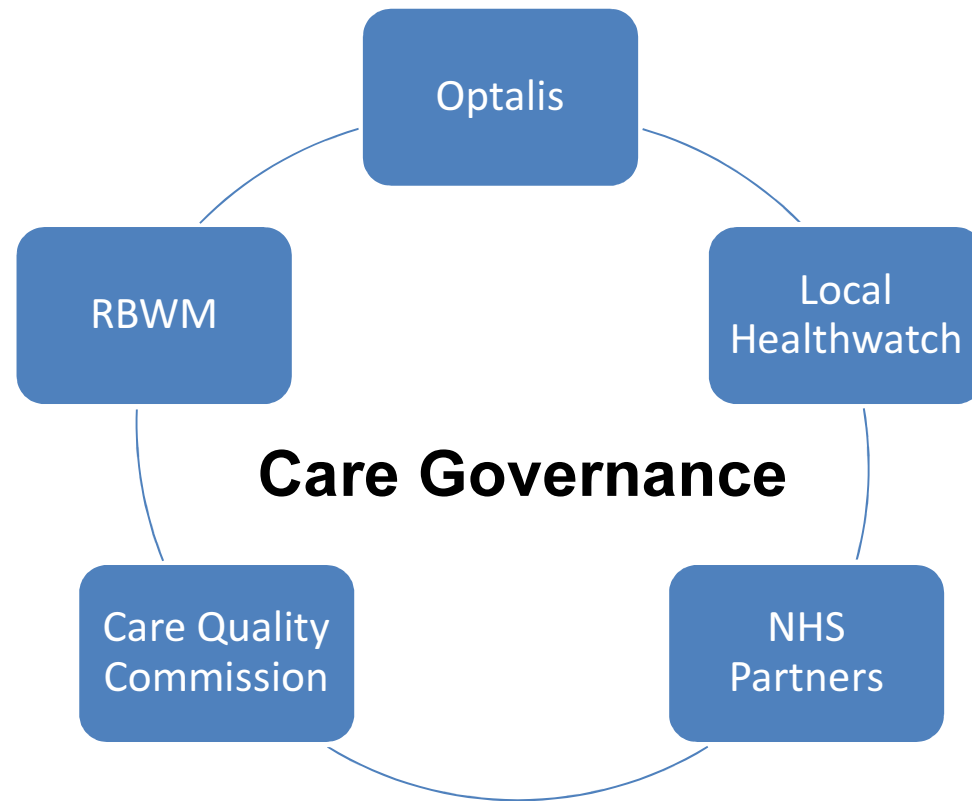 Optalis
RBWM
Local
Healthwatch
Care Governance
Care Quality
Commission
NHS
Partners